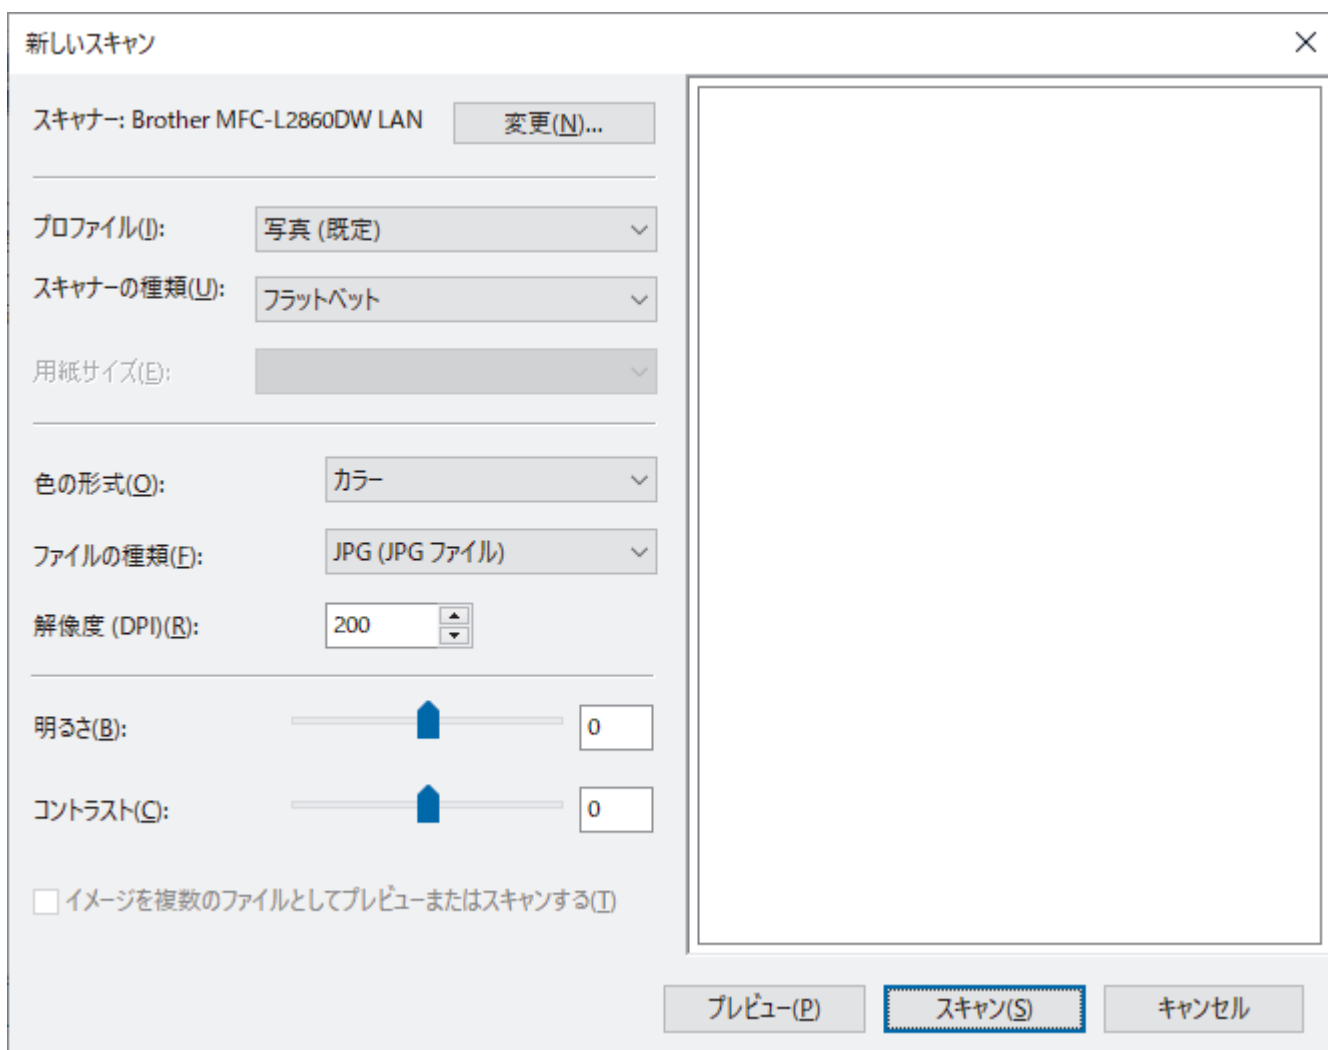 新しいスキャン
スキャナー: Brother MFC-L2860DW LAN 変更(N)...
プロファイル(I): 写真 (既定)
スキャナーの種類(U): フラットベット
用紙サイズ(E):
色の形式(O): カラー
ファイルの種類(F): JPG (JPG ファイル)
解像度 (DPI)(R): 200
明るさ(B): 0
コントラスト(C): 0
イメージを複数のファイルとしてプレビューまたはスキャンする(T)
プレビュー(P) スキャン(S) キャンセル